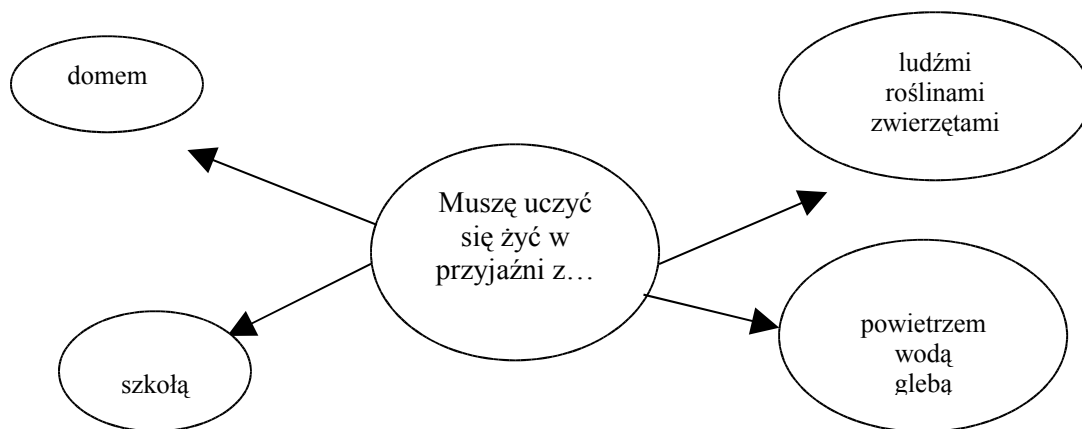 domem
ludźmi
roślinami
zwierzętami
Muszę uczyć
się żyć w
przyjaźni z…
szkołą
powietrzem
wodą
glebą